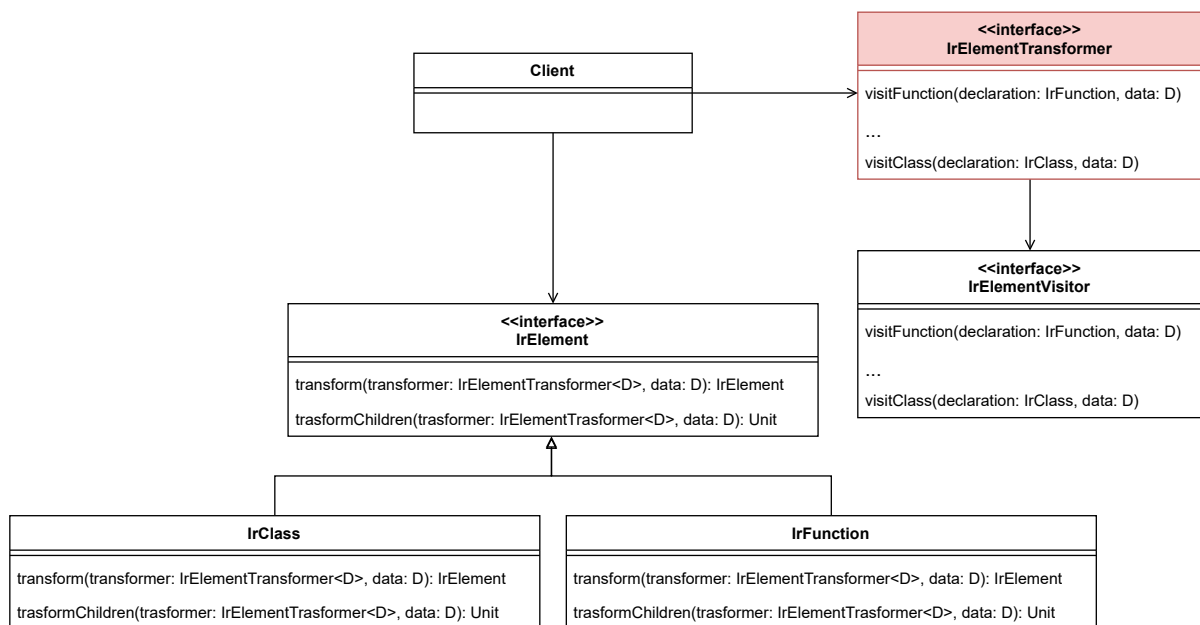 Client
<<interface>>
IrElementTransformer
visitFunction(declaration: IrFunction, data: D)
...
visitClass(declaration: IrClass, data: D)
<<interface>>
IrElementVisitor
visitFunction(declaration: IrFunction, data: D)
...
visitClass(declaration: IrClass, data: D)
<<interface>>
IrElement
transform(transformer: IrElementTransformer<D>, data: D): IrElement
trasformChildren(trasformer: IrElementTrasformer<D>, data: D): Unit
IrClass
transform(transformer: IrElementTransformer<D>, data: D): IrElement
trasformChildren(trasformer: IrElementTrasformer<D>, data: D): Unit
IrFunction
transform(transformer: IrElementTransformer<D>, data: D): IrElement
trasformChildren(trasformer: IrElementTrasformer<D>, data: D): Unit